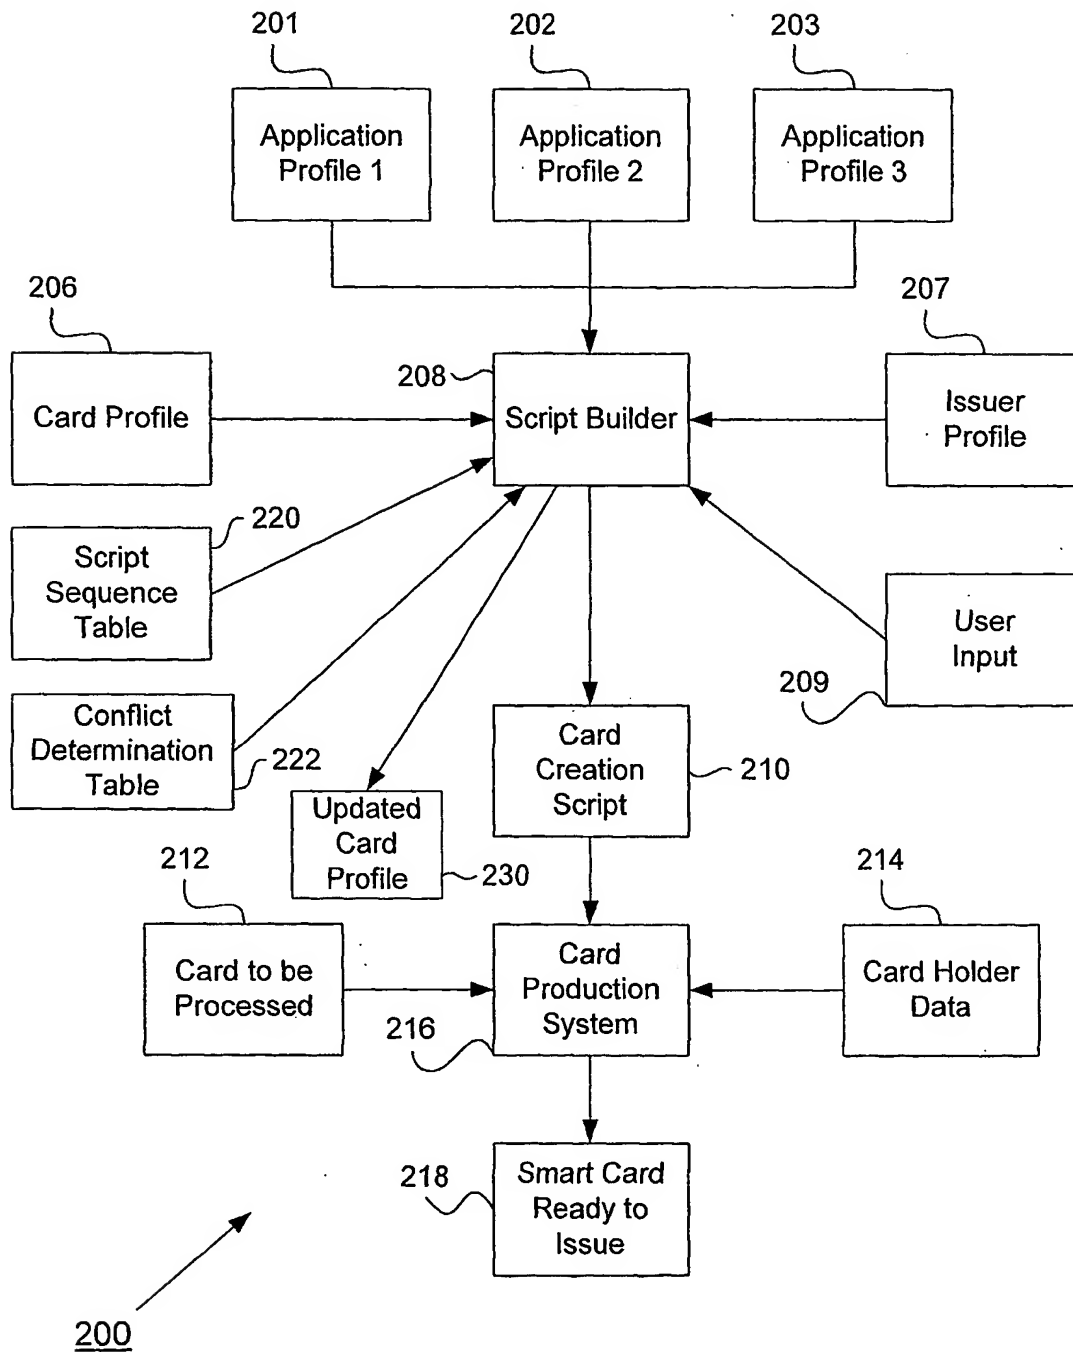 201
202
203
Application
Profile 1
Application
Profile 2
Application
Profile 3
206
207
208
Card Profile
Script Builder
Issuer
Profile
220
Script
Sequence
Table
User
Input
209
Conflict
Determination
Table
222
Card
Creation
Script
210
Updated
Card
Profile
230
212
214
Card to be
Processed
Card
Production
System
Card Holder
Data
216
218
Smart Card
Ready to
Issue
200